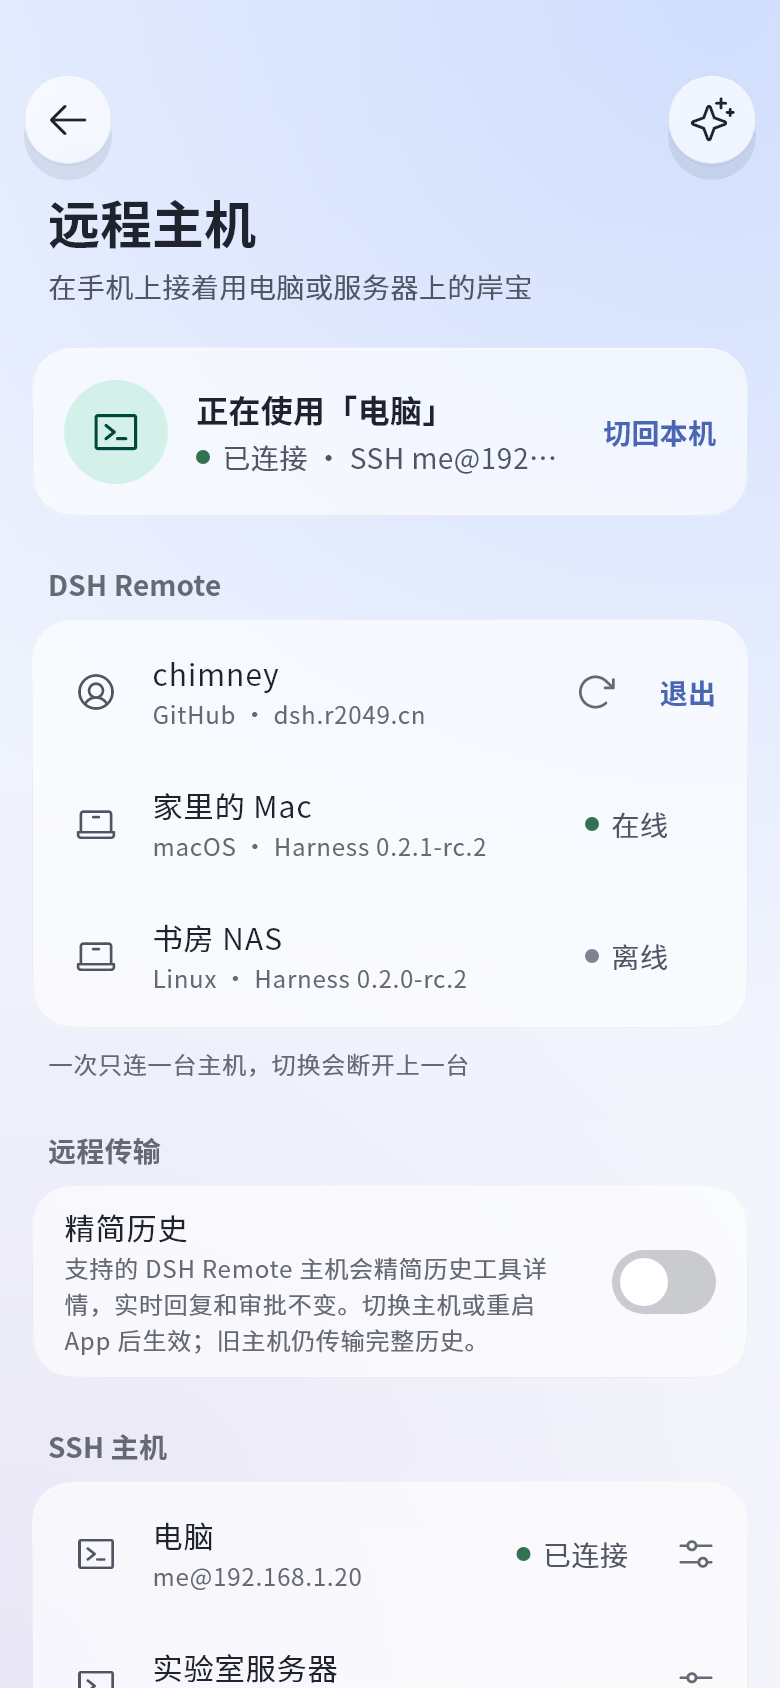 远程主机
在手机上接着用电脑或服务器上的岸宝
正在使用「电脑」
已连接 · SSH me@192…
切回本机
DSH Remote
chimney
GitHub · dsh.r2049.cn
退出
家里的 Mac
macOS · Harness 0.2.1-rc.2
在线
书房 NAS
Linux · Harness 0.2.0-rc.2
离线
一次只连一台主机，切换会断开上一台
远程传输
精简历史
支持的 DSH Remote 主机会精简历史工具详
情，实时回复和审批不变。切换主机或重启
App 后生效；旧主机仍传输完整历史。
SSH 主机
电脑
me@192.168.1.20
已连接
实验室服务器